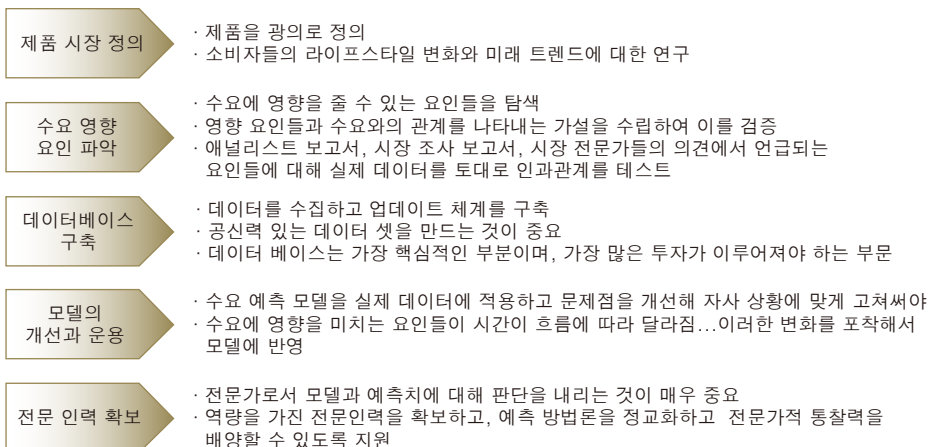 제품 시장 정의
· 제품을 광의로 정의
· 소비자들의 라이프스타일 변화와 미래 트렌드에 대한 연구
수요 영향
요인 파악
· 수요에 영향을 줄 수 있는 요인들을 탐색
· 영향 요인들과 수요와의 관계를 나타내는 가설을 수립하여 이를 검증
· 애널리스트 보고서, 시장 조사 보고서, 시장 전문가들의 의견에서 언급되는
요인들에 대해 실제 데이터를 토대로 인과관계를 테스트
데이터베이스
구축
· 데이터를 수집하고 업데이트 체계를 구축
· 공신력 있는 데이터 셋을 만드는 것이 중요
· 데이터 베이스는 가장 핵심적인 부분이며, 가장 많은 투자가 이루어져야 하는 부문
모델의
개선과 운용
· 수요 예측 모델을 실제 데이터에 적용하고 문제점을 개선해 자사 상황에 맞게 고쳐써야
· 수요에 영향을 미치는 요인들이 시간이 흐름에 따라 달라짐...이러한 변화를 포착해서
모델에 반영
전문 인력 확보
· 전문가로서 모델과 예측치에 대해 판단을 내리는 것이 매우 중요
· 역량을 가진 전문인력을 확보하고, 예측 방법론을 정교화하고 전문가적 통찰력을
배양할 수 있도록 지원